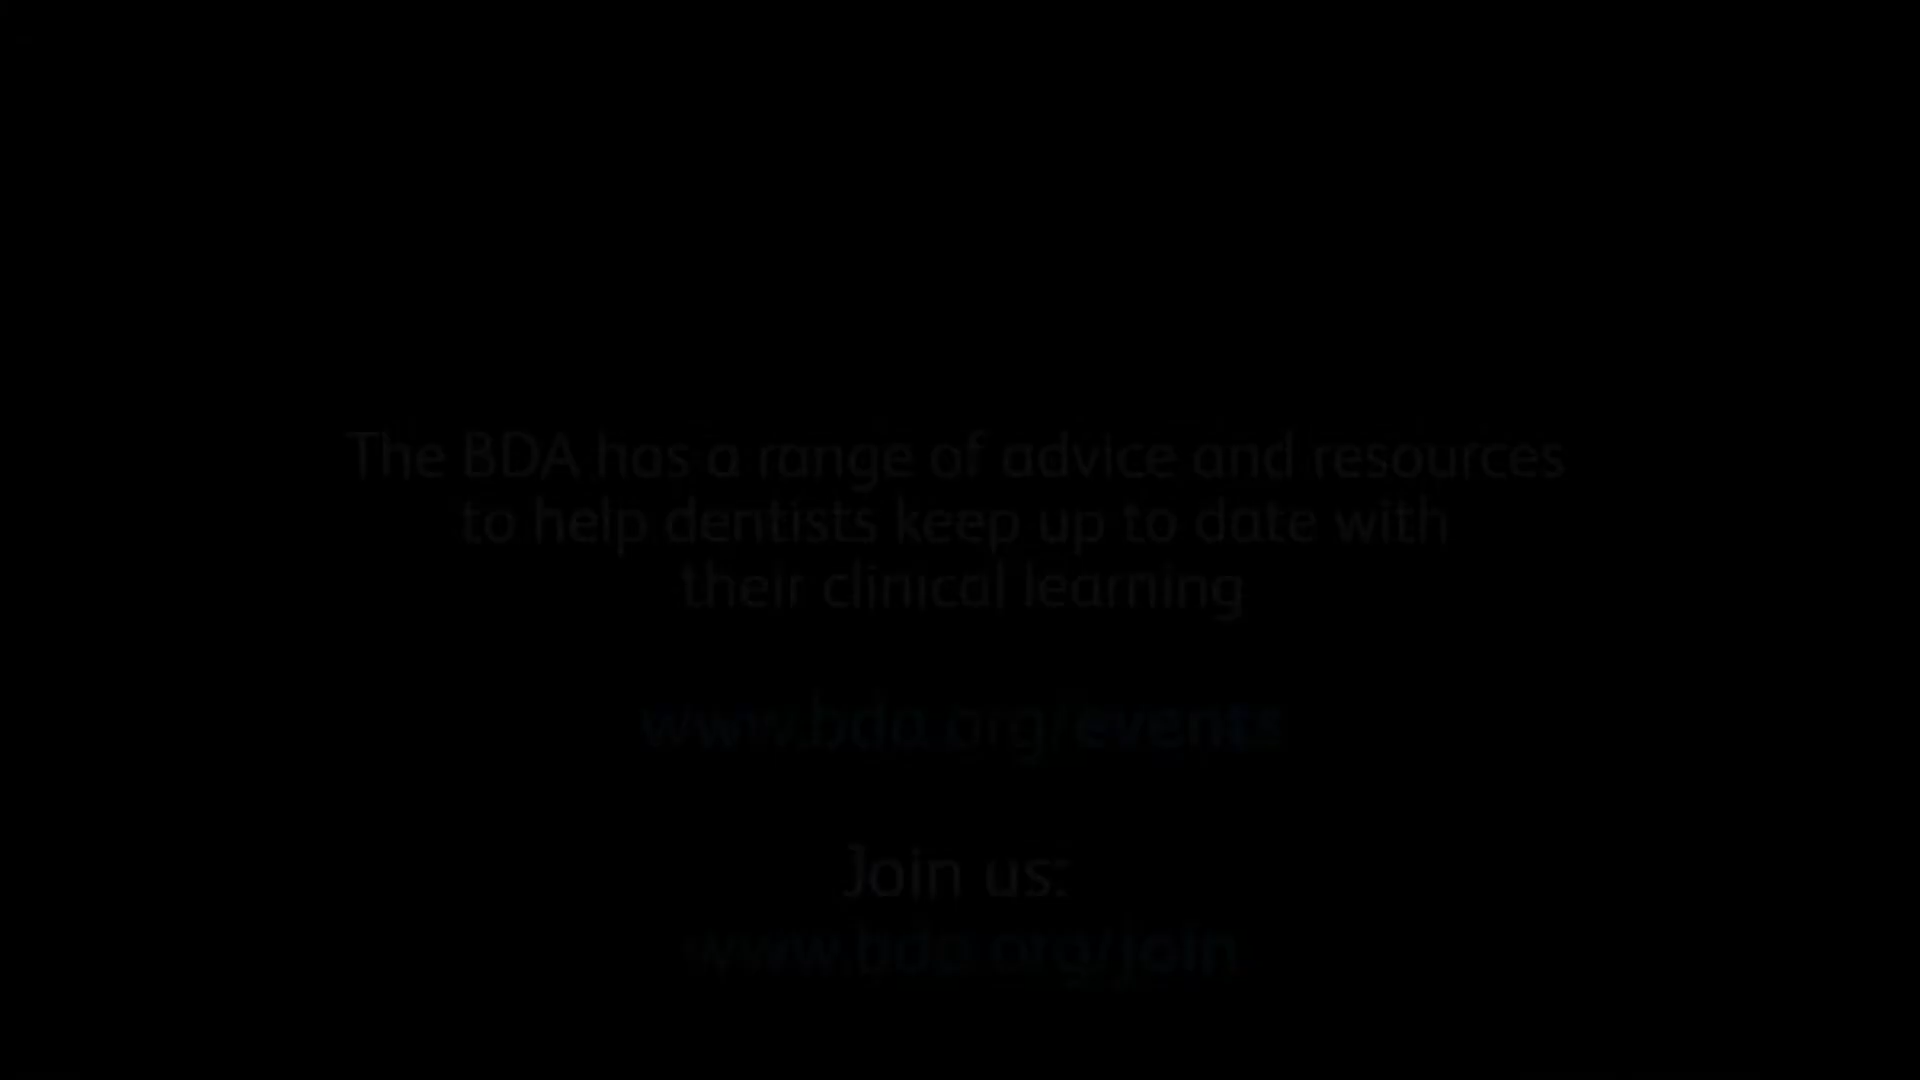 The BDA has a range of advice and resources
to help dentists keep up to date with
their clinical learning
www.bda.org/events
Join us:
www.bda.org/join